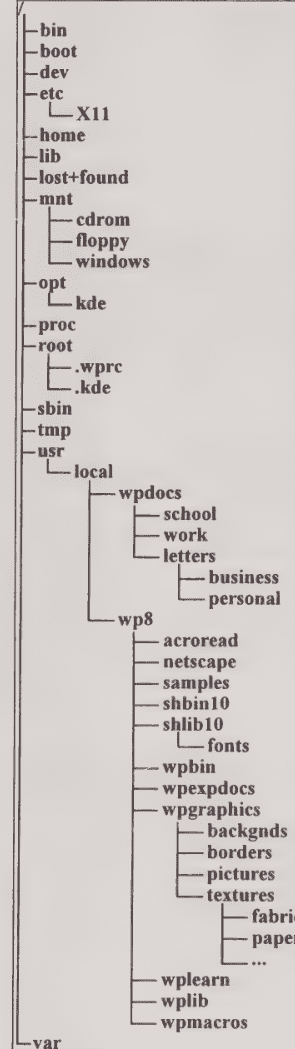 /
bin
boot
dev
etc
X11
home
lib
lost+found
mnt
cdrom
floppy
windows
opt
kde
proc
root
.wprc
.kde
sbin
tmp
usr
local
wpdocs
school
work
letters
business
personal
wp8
acroread
netscape
samples
shbin10
shlib10
fonts
wpbin
wpexpdocs
wpgraphics
backgnds
borders
pictures
textures
fabric
paper
...
wplearn
wplib
wpmacros
var